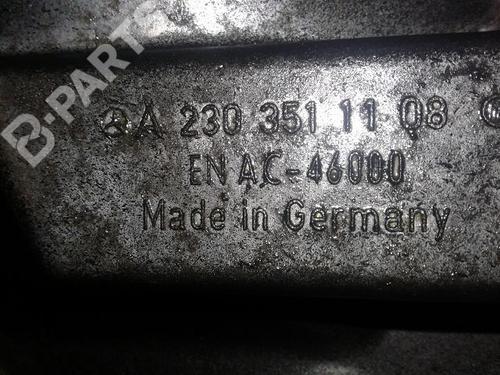 B-PARTS
A 230 351 11 08
EN AC-46000
Made in Germany